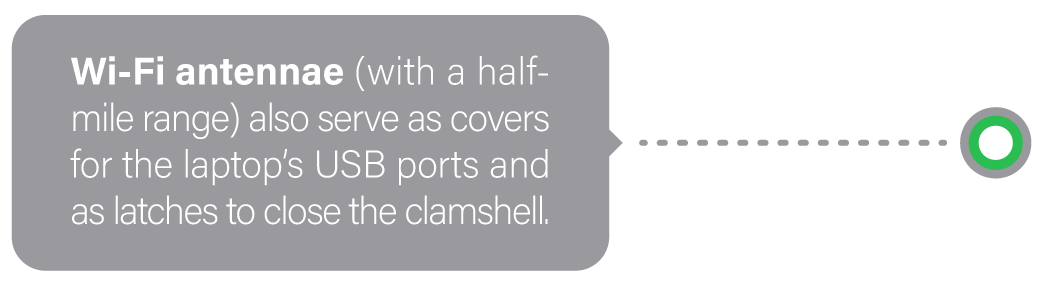 Wi-Fi antennae (with a half-
mile range) also serve as covers
for the laptop’s USB ports and
as latches to close the clamshell.